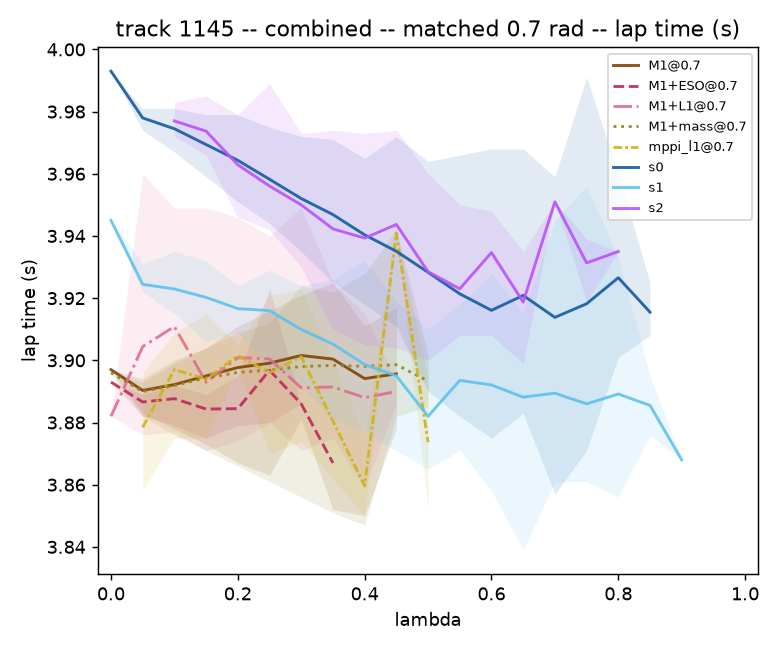 track 1145 -- combined -- matched 0.7 rad -- lap time (s)
lap time (s)
4.00
3.98
3.96
3.94
3.92
3.90
3.88
3.86
3.84
M1@0.7
M1+ESO@0.7
M1+L1@0.7
M1+mass@0.7
mppi_l1@0.7
s0
s1
s2
0.0 0.2 0.4 0.6 0.8 1.0
lambda